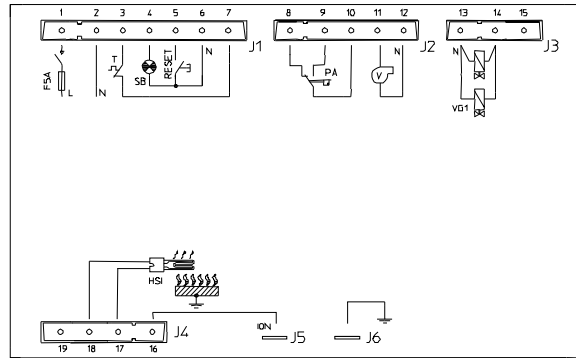 1 2 3 4 5 6 7 J1
8 9 10 11 12 J2
13 14 15 J3
F5A
L
N
T
SB
RESET
N
PA
V
N
N
VG1
HSI
19 18 17 16 J4
ION J5
J6